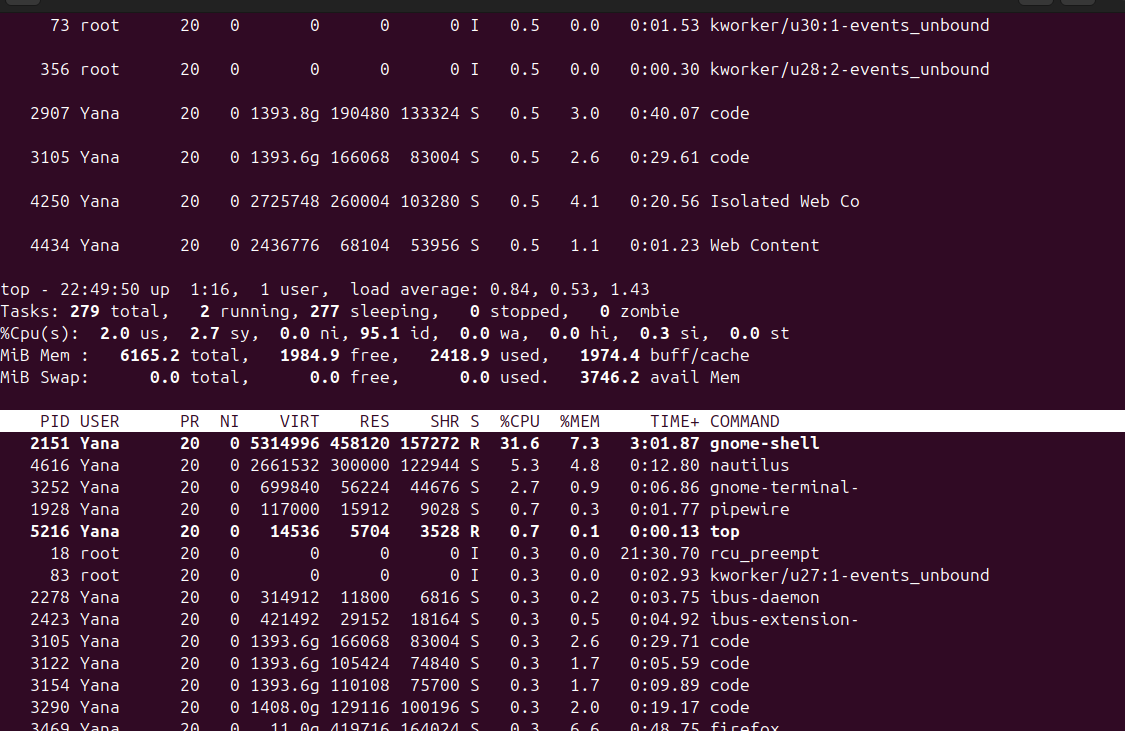 73 root 20 0 0 0 0 I 0.5 0.0 0:01.53 kworker/u30:1-events_unbound
356 root 20 0 0 0 0 I 0.5 0.0 0:00.30 kworker/u28:2-events_unbound
2907 Yana 20 0 1393.8g 190480 133324 S 0.5 3.0 0:40.07 code
3105 Yana 20 0 1393.6g 166068 83004 S 0.5 2.6 0:29.61 code
4250 Yana 20 0 2725748 260004 103280 S 0.5 4.1 0:20.56 Isolated Web Co
4434 Yana 20 0 2436776 68104 53956 S 0.5 1.1 0:01.23 Web Content
top - 22:49:50 up 1:16, 1 user, load average: 0.84, 0.53, 1.43
Tasks: 279 total, 2 running, 277 sleeping, 0 stopped, 0 zombie
%Cpu(s): 2.0 us, 2.7 sy, 0.0 ni, 95.1 id, 0.0 wa, 0.0 hi, 0.3 si, 0.0 st
MiB Mem : 6165.2 total, 1984.9 free, 2418.9 used, 1974.4 buff/cache
MiB Swap: 0.0 total, 0.0 free, 0.0 used. 3746.2 avail Mem
PID USER PR NI VIRT RES SHR S %CPU %MEM TIME+ COMMAND
2151 Yana 20 0 5314996 458120 157272 R 31.6 7.3 3:01.87 gnome-shell
4616 Yana 20 0 2661532 300000 122944 S 5.3 4.8 0:12.80 nautilus
3252 Yana 20 0 699840 56224 44676 S 2.7 0.9 0:06.86 gnome-terminal-
1928 Yana 20 0 117000 15912 9028 S 0.7 0.3 0:01.77 pipewire
5216 Yana 20 0 14536 5704 3528 R 0.7 0.1 0:00.13 top
18 root 20 0 0 0 0 I 0.3 0.0 21:30.70 rcu_preempt
83 root 20 0 0 0 0 I 0.3 0.0 0:02.93 kworker/u27:1-events_unbound
2278 Yana 20 0 314912 11800 6816 S 0.3 0.2 0:03.75 ibus-daemon
2423 Yana 20 0 421492 29152 18164 S 0.3 0.5 0:04.92 ibus-extension-
3105 Yana 20 0 1393.6g 166068 83004 S 0.3 2.6 0:29.71 code
3122 Yana 20 0 1393.6g 105424 74840 S 0.3 1.7 0:05.59 code
3154 Yana 20 0 1393.6g 110108 75700 S 0.3 1.7 0:09.89 code
3290 Yana 20 0 1408.0g 129116 100196 S 0.3 2.0 0:19.17 code
3469 Yana 20 0 11.0g 419716 164024 S 0.3 6.6 0:48.75 firefox